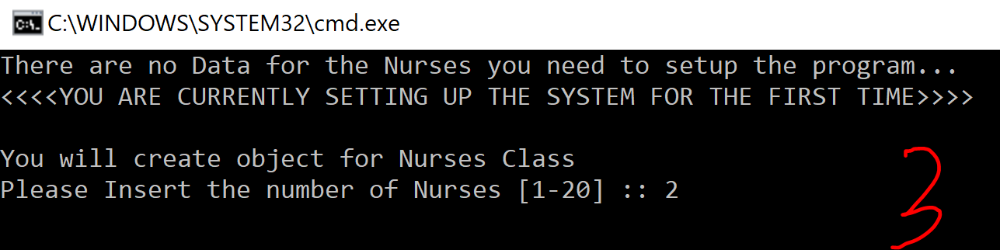 C:\WINDOWS\SYSTEM32\cmd.exe
There are no Data for the Nurses you need to setup the program...
<<<<YOU ARE CURRENTLY SETTING UP THE SYSTEM FOR THE FIRST TIME>>>>
You will create object for Nurses Class
Please Insert the number of Nurses [1-20] :: 2
3